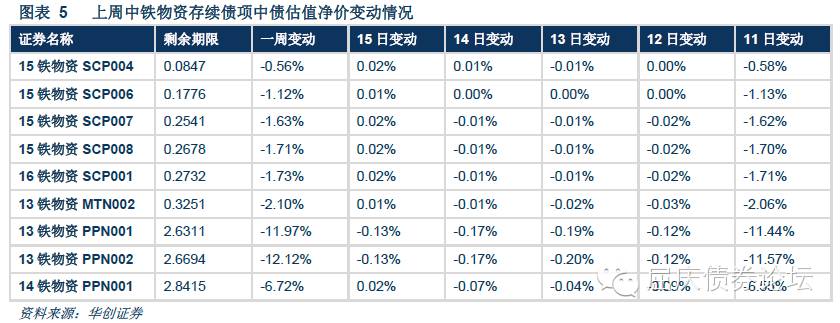 图表 5 上周中铁物资存续债项中债估值净价变动情况
证券名称 剩余期限 一周变动 15 日变动 14 日变动 13 日变动 12 日变动 11 日变动
15 铁物资 SCP004 0.0847 -0.56% 0.02% 0.01% -0.01% 0.00% -0.58%
15 铁物资 SCP006 0.1776 -1.12% 0.01% 0.00% 0.00% 0.00% -1.13%
15 铁物资 SCP007 0.2541 -1.63% 0.02% -0.01% -0.01% -0.02% -1.62%
15 铁物资 SCP008 0.2678 -1.71% 0.02% -0.01% -0.01% -0.02% -1.70%
16 铁物资 SCP001 0.2732 -1.73% 0.02% -0.01% -0.01% -0.02% -1.71%
13 铁物资 MTN002 0.3251 -2.10% 0.01% -0.01% -0.02% -0.03% -2.06%
13 铁物资 PPN001 2.6311 -11.97% -0.13% -0.17% -0.19% -0.12% -11.44%
13 铁物资 PPN002 2.6694 -12.12% -0.13% -0.17% -0.20% -0.12% -11.57%
14 铁物资 PPN001 2.8415 -6.72% 0.02% -0.07% -0.04%
屈庆债券论坛
资料来源：华创证券